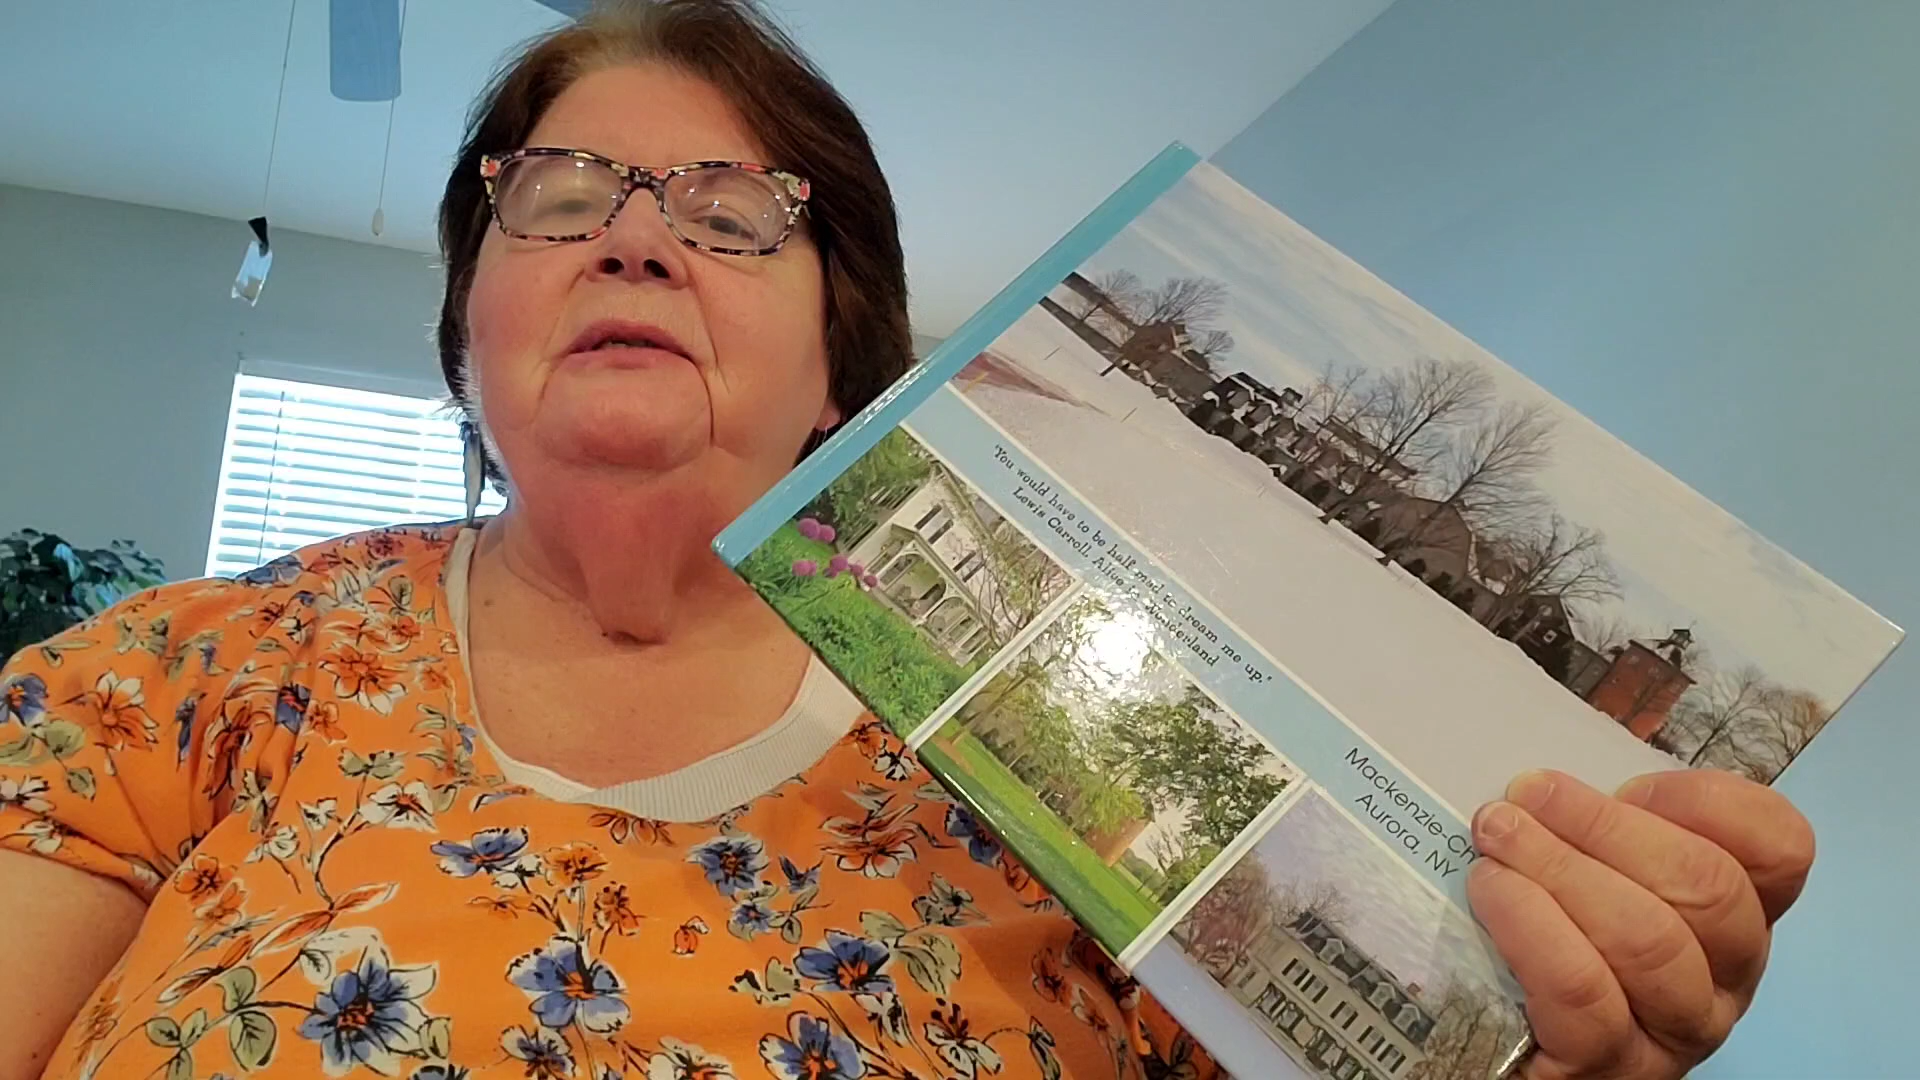 "You would have to be half mad to dream me up."
Lewis Carroll, Alice in Wonderland
Mackenzie-Ch
Aurora, NY